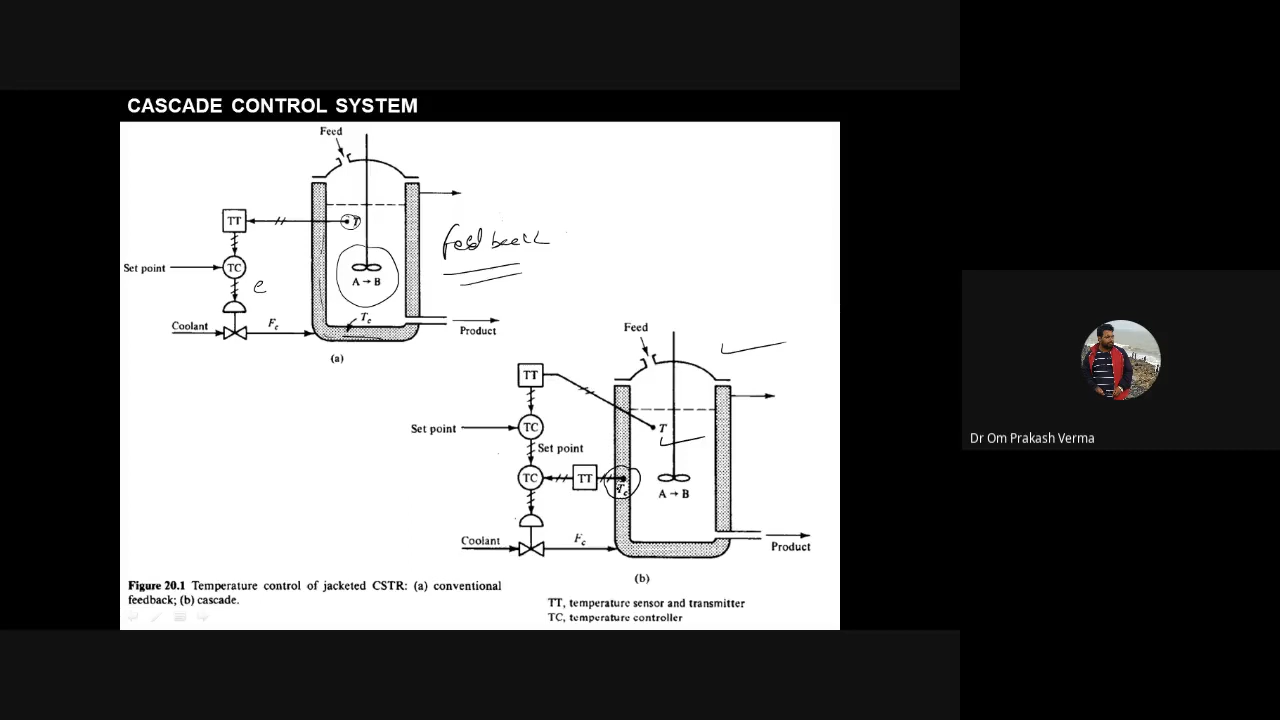 CASCADE CONTROL SYSTEM
Feed
TT
T
Set point
TC
e
A → B
Coolant
Fc
Tc
Product
(a)
Feed
TT
Set point
TC
T
Set point
TC
TT
Tc
A → B
Coolant
Fc
Product
(b)
Figure 20.1 Temperature control of jacketed CSTR: (a) conventional
feedback; (b) cascade.
TT, temperature sensor and transmitter
TC, temperature controller
Dr Om Prakash Verma